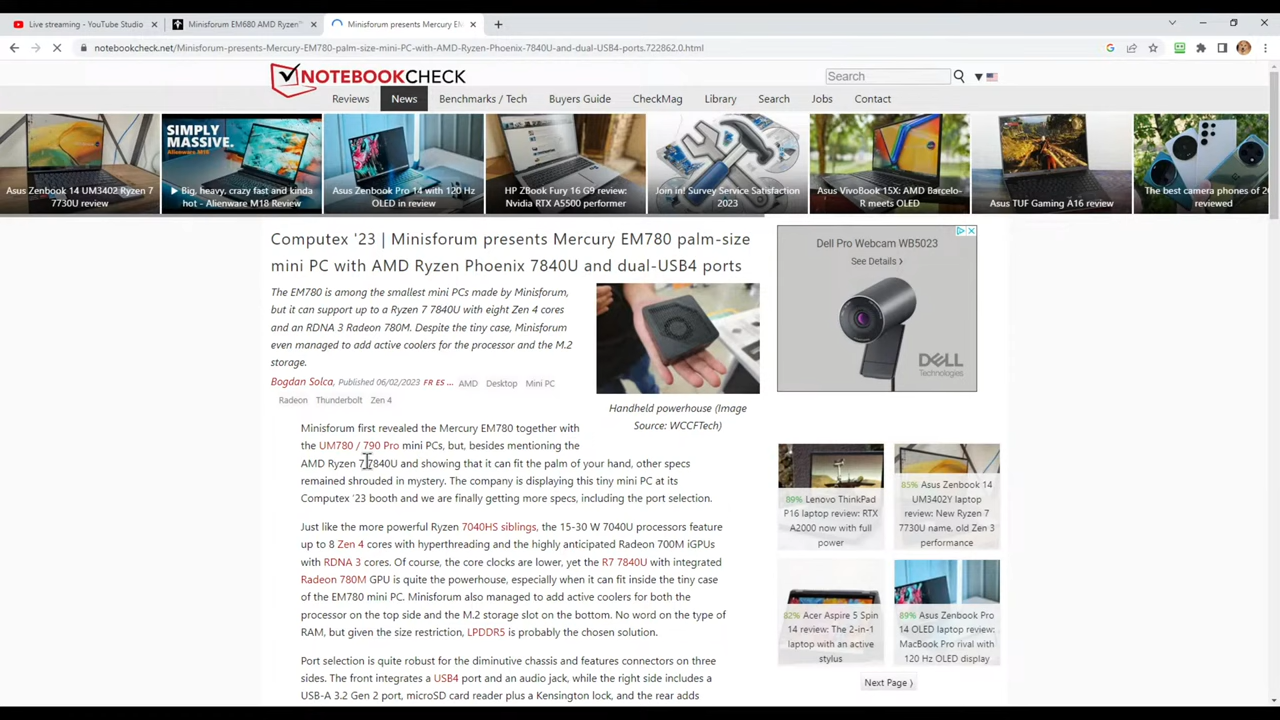 Live streaming - YouTube Studio
Minisforum EM680 AMD Ryzen™
Minisforum presents Mercury EM
notebookcheck.net/Minisforum-presents-Mercury-EM780-palm-size-mini-PC-with-AMD-Ryzen-Phoenix-7840U-and-dual-USB4-ports.722862.0.html
NOTEBOOKCHECK
Search
Reviews
News
Benchmarks / Tech
Buyers Guide
CheckMag
Library
Search
Jobs
Contact
Asus Zenbook 14 UM3402 Ryzen 7
7730U review
SIMPLY
MASSIVE.
Alienware M18
Big, heavy, crazy fast and kinda
hot - Alienware M18 Review
Asus Zenbook Pro 14 with 120 Hz
OLED in review
HP ZBook Fury 16 G9 review:
Nvidia RTX A5500 performer
Join in! Survey Service Satisfaction
2023
Asus VivoBook 15X: AMD Barcelo-
R meets OLED
Asus TUF Gaming A16 review
The best camera phones of 20
reviewed
Computex '23 | Minisforum presents Mercury EM780 palm-size
mini PC with AMD Ryzen Phoenix 7840U and dual-USB4 ports
The EM780 is among the smallest mini PCs made by Minisforum,
but it can support up to a Ryzen 7 7840U with eight Zen 4 cores
and an RDNA 3 Radeon 780M. Despite the tiny case, Minisforum
even managed to add active coolers for the processor and the M.2
storage.
Bogdan Solca, Published 06/02/2023 FR ES ... AMD Desktop Mini PC
Radeon Thunderbolt Zen 4
Handheld powerhouse (Image
Source: WCCFTech)
Minisforum first revealed the Mercury EM780 together with
the UM780 / 790 Pro mini PCs, but, besides mentioning the
AMD Ryzen 7 7840U and showing that it can fit the palm of your hand, other specs
remained shrouded in mystery. The company is displaying this tiny mini PC at its
Computex '23 booth and we are finally getting more specs, including the port selection.
Just like the more powerful Ryzen 7040HS siblings, the 15-30 W 7040U processors feature
up to 8 Zen 4 cores with hyperthreading and the highly anticipated Radeon 700M iGPUs
with RDNA 3 cores. Of course, the core clocks are lower, yet the R7 7840U with integrated
Radeon 780M GPU is quite the powerhouse, especially when it can fit inside the tiny case
of the EM780 mini PC. Minisforum also managed to add active coolers for both the
processor on the top side and the M.2 storage slot on the bottom. No word on the type of
RAM, but given the size restriction, LPDDR5 is probably the chosen solution.
Port selection is quite robust for the diminutive chassis and features connectors on three
sides. The front integrates a USB4 port and an audio jack, while the right side includes a
USB-A 3.2 Gen 2 port, microSD card reader plus a Kensington lock, and the rear adds
Dell Pro Webcam WB5023
See Details ›
DELL
Technologies
89% Lenovo ThinkPad
P16 laptop review: RTX
A2000 now with full
power
85% Asus Zenbook 14
UM3402Y laptop
review: New Ryzen 7
7730U name, old Zen 3
performance
82% Acer Aspire 5 Spin
14 review: The 2-in-1
laptop with an active
stylus
89% Asus Zenbook Pro
14 OLED laptop review:
MacBook Pro rival with
120 Hz OLED display
Next Page ⟩